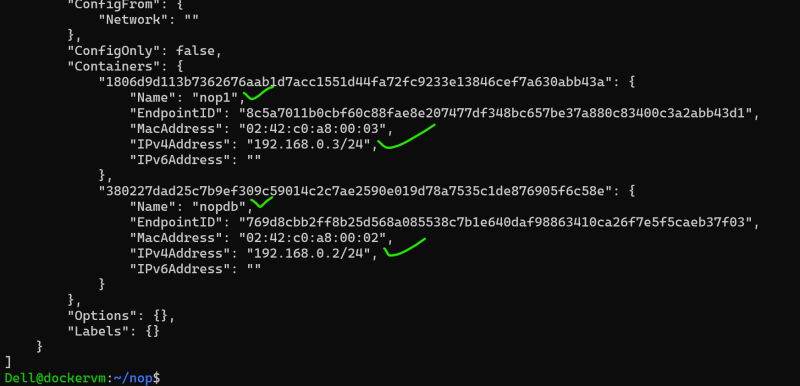 "ConfigFrom": {
"Network": ""
},
"ConfigOnly": false,
"Containers": {
"1806d9d113b7362676aab1d7acc1551d44fa72fc9233e13846cef7a630abb43a": {
"Name": "nop1",
"EndpointID": "8c5a7011b0cbf60c88fae8e207477df348bc657be37a880c83400c3a2abb43d1",
"MacAddress": "02:42:c0:a8:00:03",
"IPv4Address": "192.168.0.3/24",
"IPv6Address": ""
},
"380227dad25c7b9ef309c59014c2c7ae2590e019d78a7535c1de876905f6c58e": {
"Name": "nopdb",
"EndpointID": "769d8cbb2ff8b25d568a085538c7b1e640daf98863410ca26f7e5f5caeb37f03",
"MacAddress": "02:42:c0:a8:00:02",
"IPv4Address": "192.168.0.2/24",
"IPv6Address": ""
}
},
"Options": {},
"Labels": {}
}
]
Dell@dockervm:~/nop$